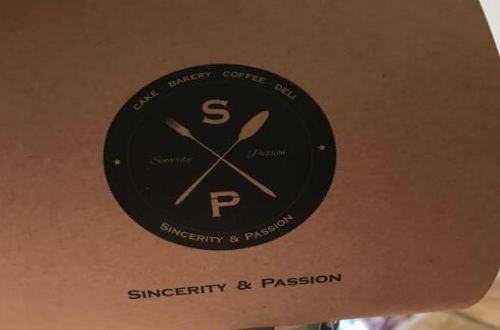 CAKE BAKERY COFFEE DELI
S
Sincerity Passion
P
SINCERITY & PASSION
SINCERITY & PASSION